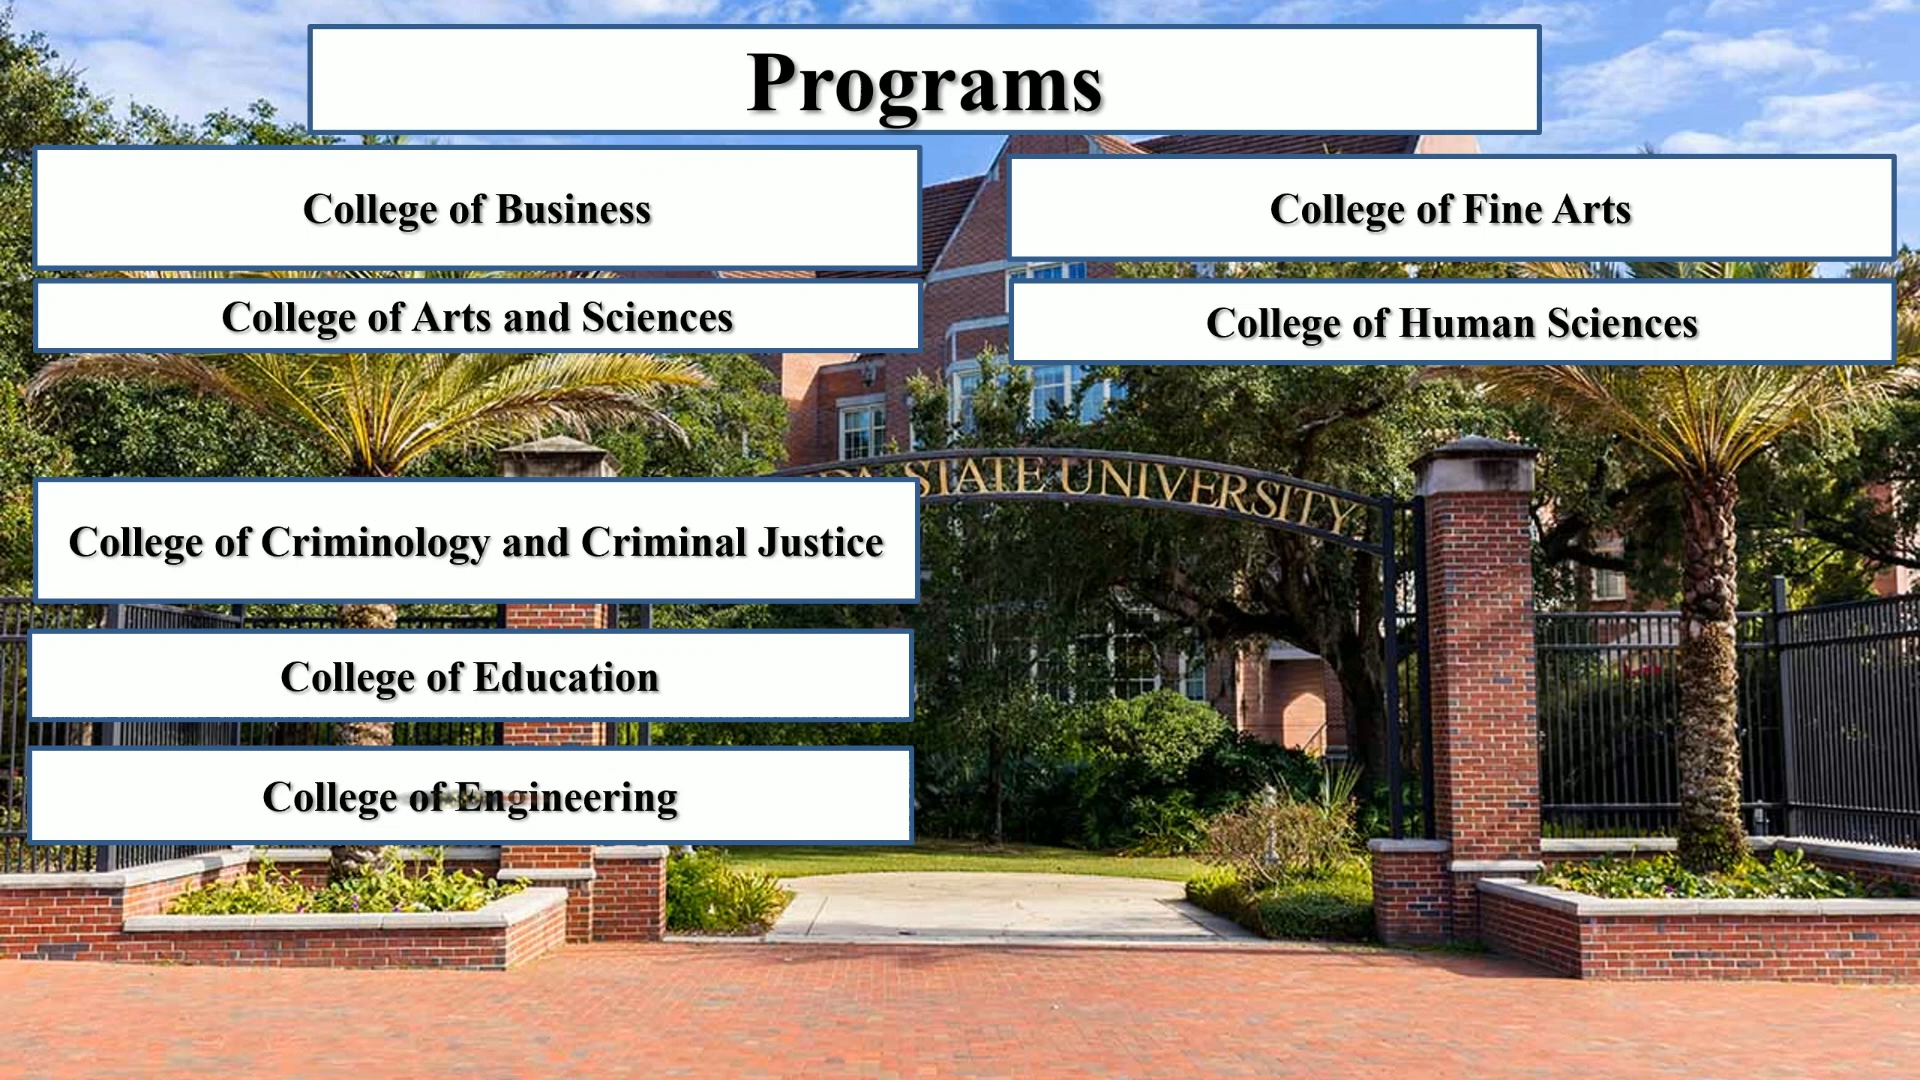 Programs
College of Business
College of Arts and Sciences
College of Criminology and Criminal Justice
College of Education
College of Engineering
College of Fine Arts
College of Human Sciences
STATE UNIVERSITY